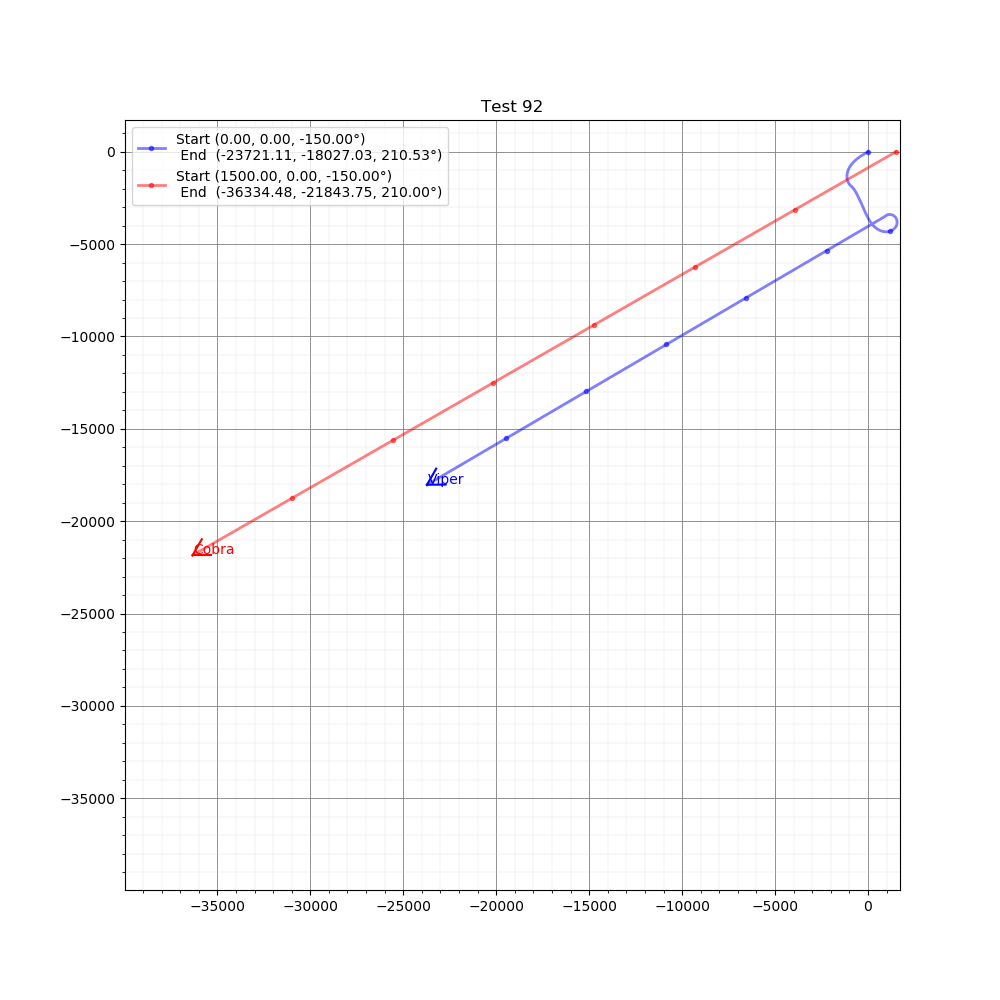 Test 92
Start (0.00, 0.00, -150.00°)
End  (-23721.11, -18027.03, 210.53°)
Start (1500.00, 0.00, -150.00°)
End  (-36334.48, -21843.75, 210.00°)
0
−5000
−10000
−15000
−20000
−25000
−30000
−35000
Viper
Cobra
−35000 −30000 −25000 −20000 −15000 −10000 −5000 0